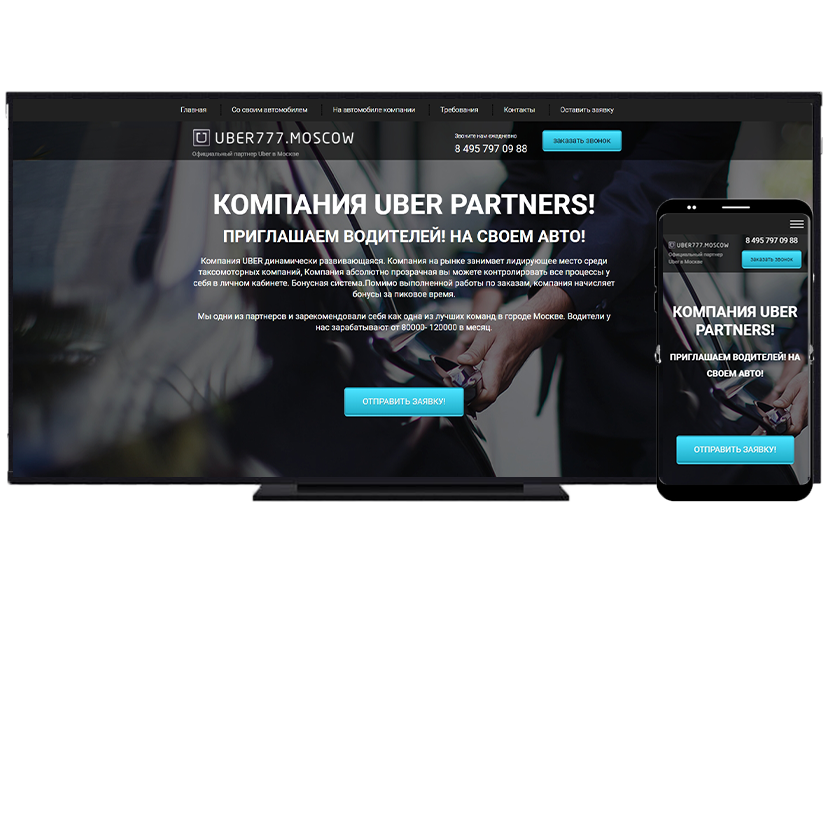 Главная Со своим автомобилем На автомобиле компании Требования Контакты Оставить заявку
UBER777.MOSCOW
Официальный партнер Uber в Москве
Звоните нам ежедневно
8 495 797 09 88
заказать звонок
КОМПАНИЯ UBER PARTNERS!
ПРИГЛАШАЕМ ВОДИТЕЛЕЙ! НА СВОЕМ АВТО!
Компания UBER динамически развивающаяся. Компания на рынке занимает лидирующее место среди
таксомоторных компаний, Компания абсолютно прозрачная вы можете контролировать все процессы у
себя в личном кабинете. Бонусная система.Помимо выполненной работы по заказам, компания начисляет
бонусы за пиковое время.
Мы одни из партнеров и зарекомендовали себя как одна из лучших команд в городе Москве. Водители у
нас зарабатывают от 80000- 120000 в месяц.
ОТПРАВИТЬ ЗАЯВКУ!
UBER777.MOSCOW
Официальный партнер
Uber в Москве
8 495 797 09 88
заказать звонок
КОМПАНИЯ UBER
PARTNERS!
ПРИГЛАШАЕМ ВОДИТЕЛЕЙ! НА
СВОЕМ АВТО!
ОТПРАВИТЬ ЗАЯВКУ!